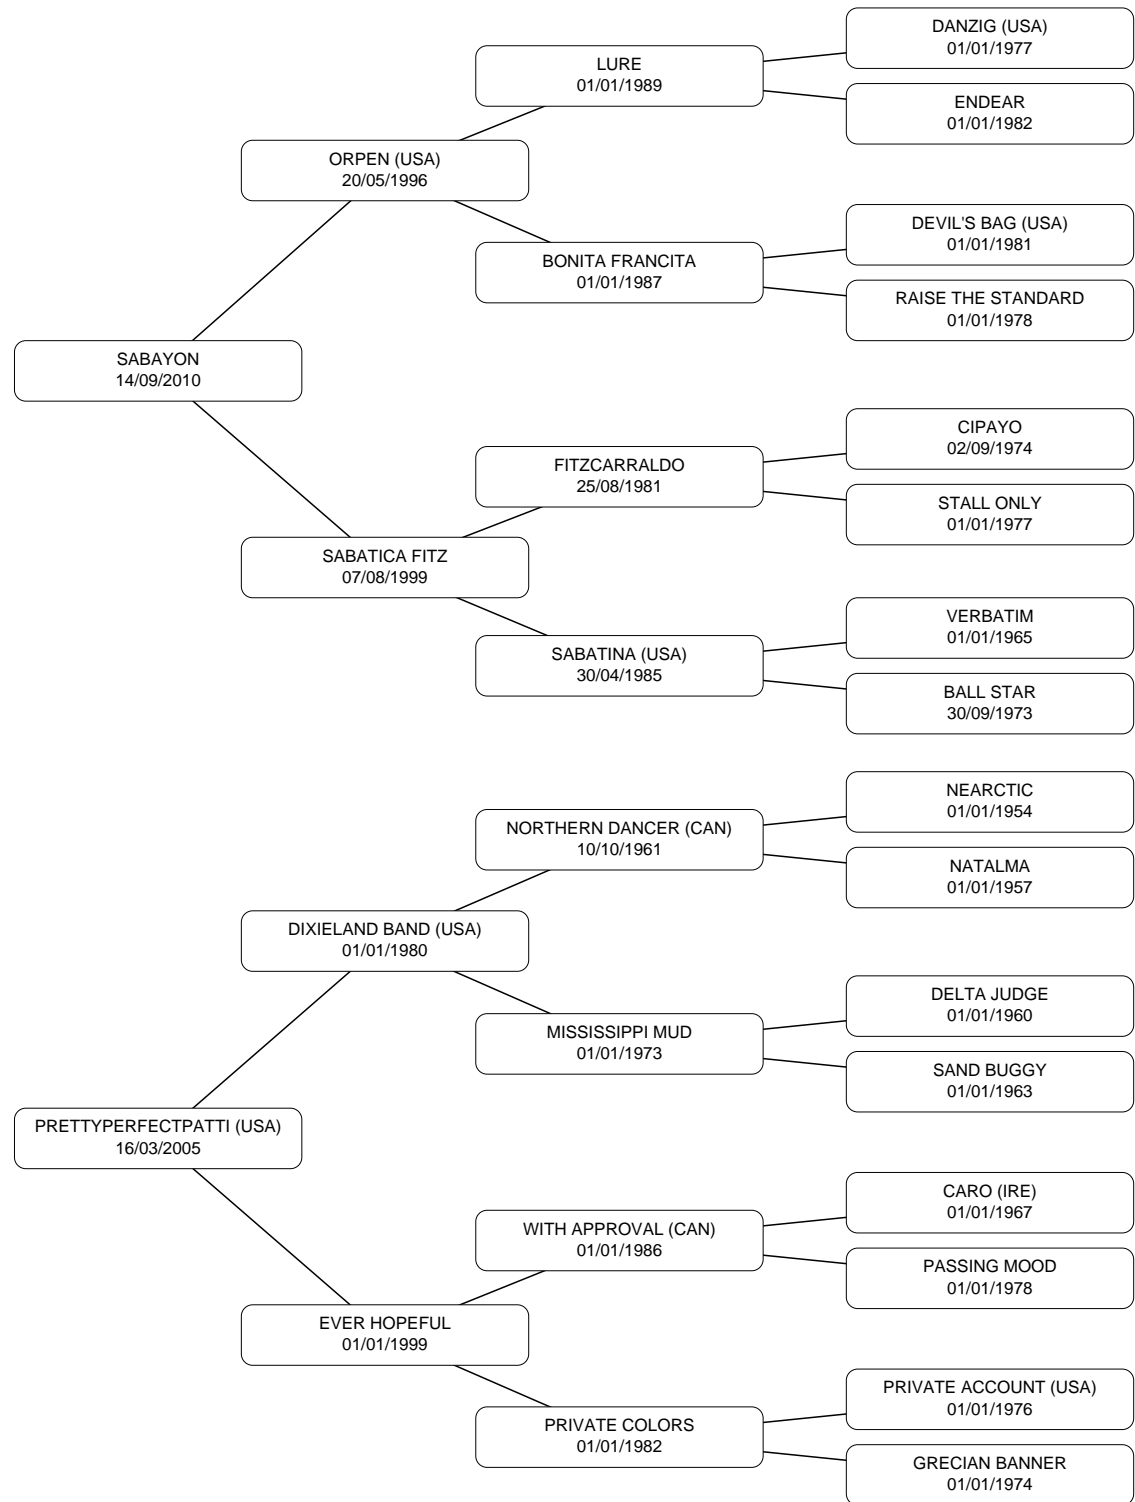 DANZIG (USA)
01/01/1977
LURE
01/01/1989
ENDEAR
01/01/1982
ORPEN (USA)
20/05/1996
DEVIL'S BAG (USA)
01/01/1981
BONITA FRANCITA
01/01/1987
RAISE THE STANDARD
01/01/1978
SABAYON
14/09/2010
CIPAYO
02/09/1974
FITZCARRALDO
25/08/1981
STALL ONLY
01/01/1977
SABATICA FITZ
07/08/1999
VERBATIM
01/01/1965
SABATINA (USA)
30/04/1985
BALL STAR
30/09/1973
NEARCTIC
01/01/1954
NORTHERN DANCER (CAN)
10/10/1961
NATALMA
01/01/1957
DIXIELAND BAND (USA)
01/01/1980
DELTA JUDGE
01/01/1960
MISSISSIPPI MUD
01/01/1973
SAND BUGGY
01/01/1963
PRETTYPERFECTPATTI (USA)
16/03/2005
CARO (IRE)
01/01/1967
WITH APPROVAL (CAN)
01/01/1986
PASSING MOOD
01/01/1978
EVER HOPEFUL
01/01/1999
PRIVATE ACCOUNT (USA)
01/01/1976
PRIVATE COLORS
01/01/1982
GRECIAN BANNER
01/01/1974